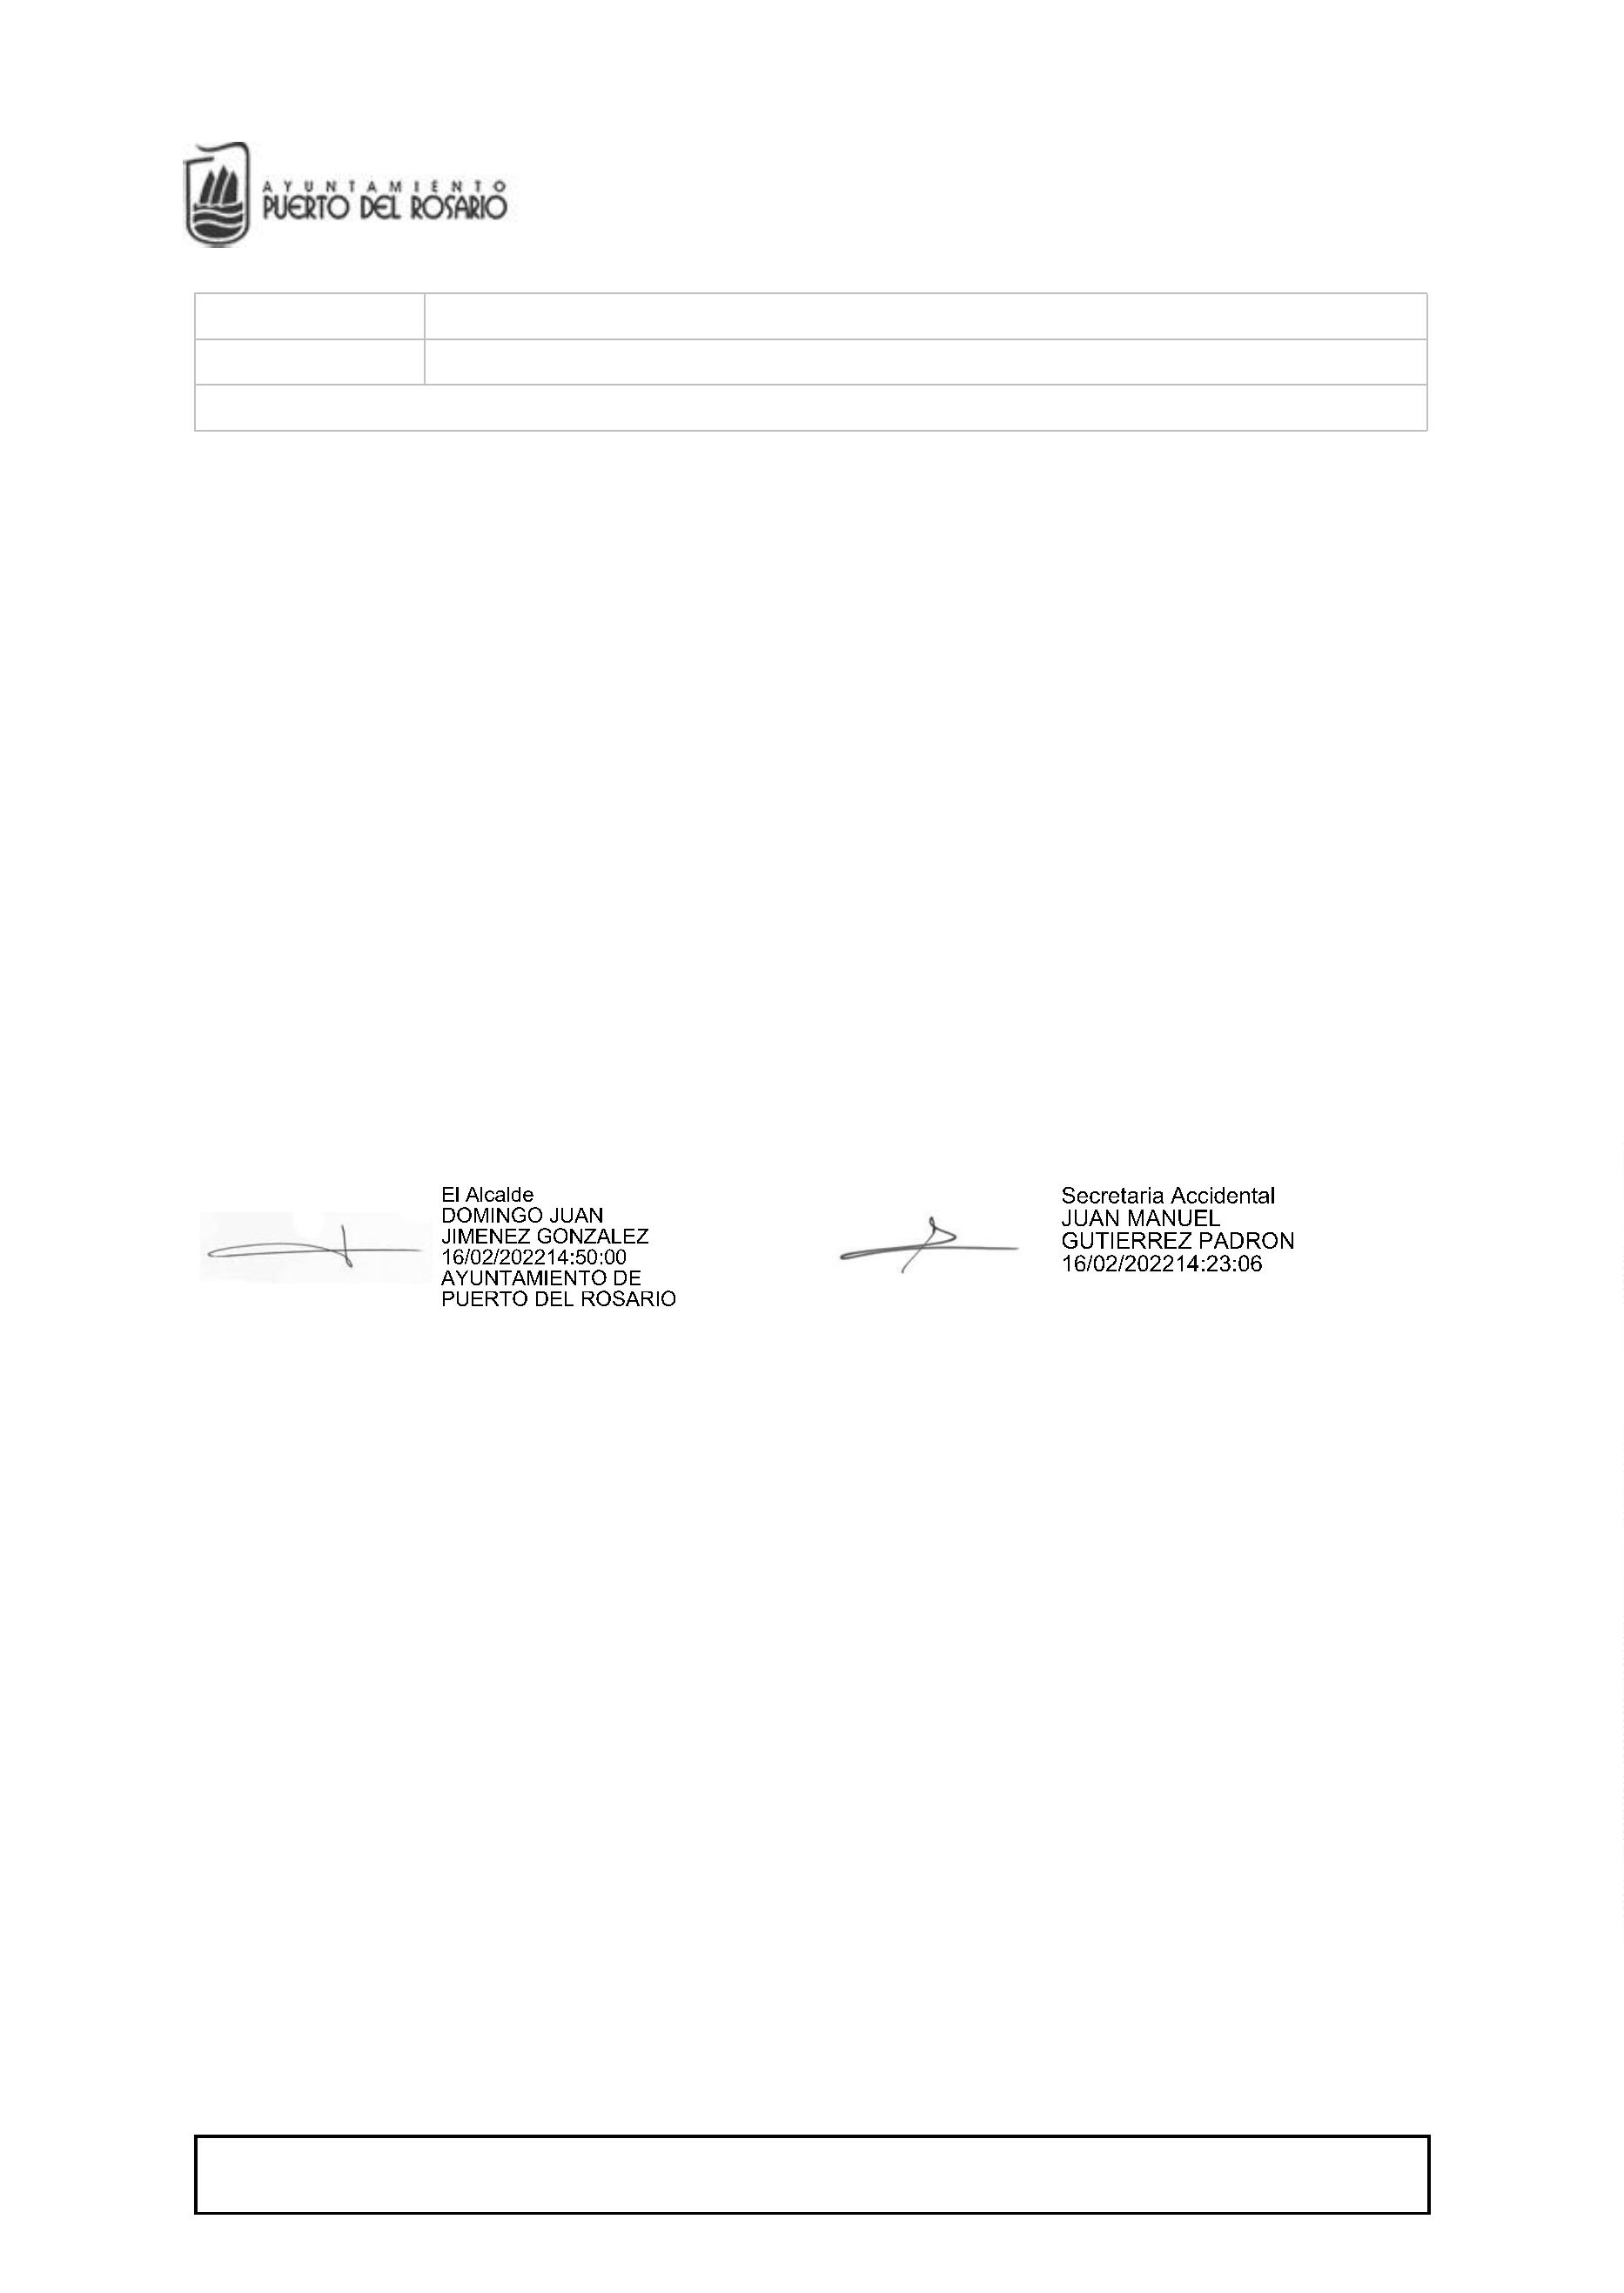 AYUNTAMIENTO
PUERTO DEL ROSARIO
El Alcalde
DOMINGO JUAN
JIMENEZ GONZALEZ
16/02/202214:50:00
AYUNTAMIENTO DE
PUERTO DEL ROSARIO
Secretaria Accidental
JUAN MANUEL
GUTIERREZ PADRON
16/02/202214:23:06